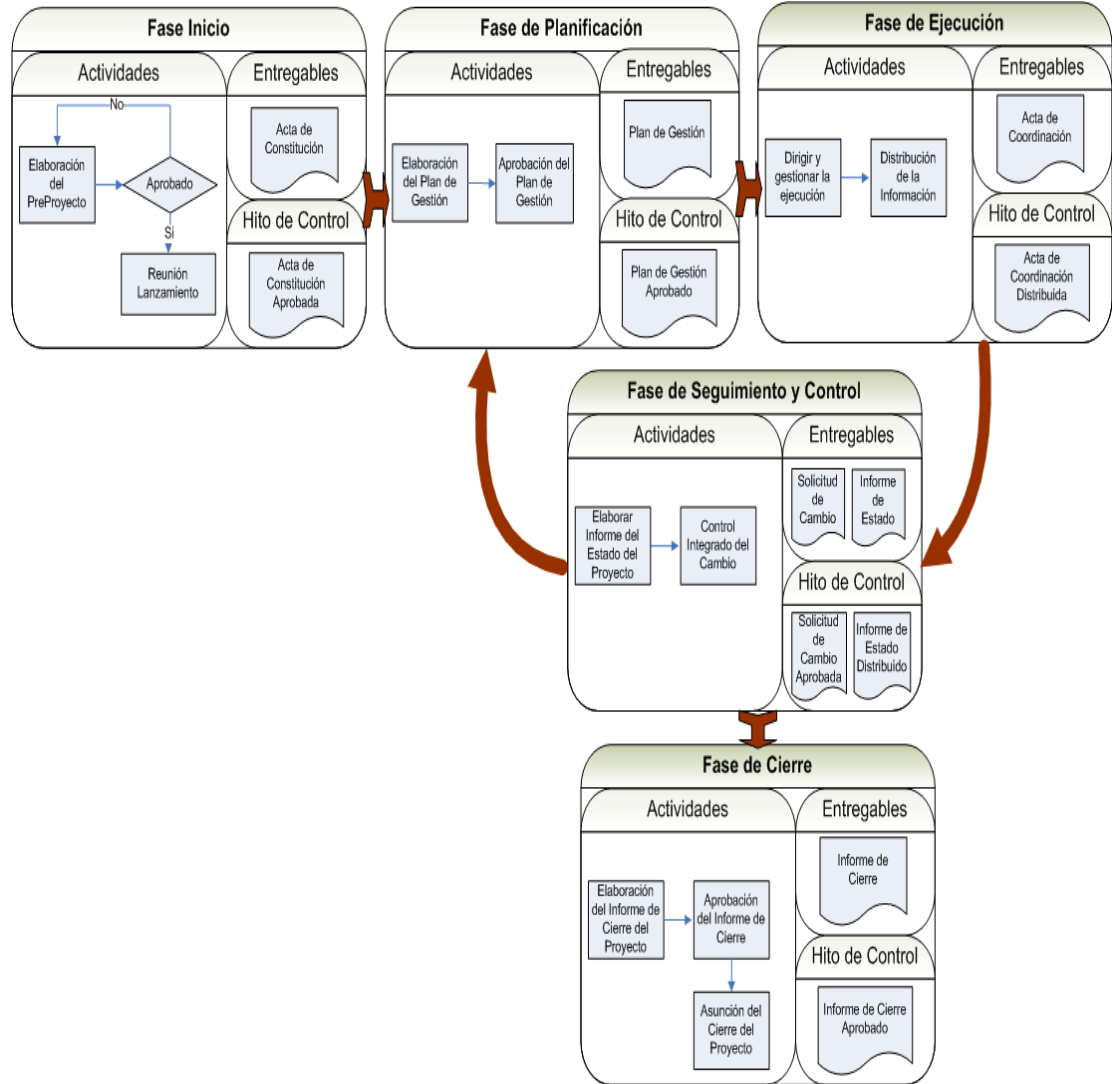 Fase Inicio
Actividades
No
Elaboración
del
PreProyecto
Aprobado
Si
Reunión
Lanzamiento
Entregables
Acta de
Constitución
Hito de Control
Acta de
Constitución
Aprobada
Fase de Planificación
Actividades
Elaboración
del Plan de
Gestión
Aprobación del
Plan de
Gestión
Entregables
Plan de Gestión
Hito de Control
Plan de Gestión
Aprobado
Fase de Ejecución
Actividades
Dirigir y
gestionar la
ejecución
Distribución
de la
Información
Entregables
Acta de
Coordinación
Hito de Control
Acta de
Coordinación
Distribuida
Fase de Seguimiento y Control
Actividades
Elaborar
Informe del
Estado del
Proyecto
Control
Integrado del
Cambio
Entregables
Solicitud
de
Cambio
Informe
de
Estado
Hito de Control
Solicitud
de
Cambio
Aprobada
Informe de
Estado
Distribuido
Fase de Cierre
Actividades
Elaboración
del Informe de
Cierre del
Proyecto
Aprobación
del Informe de
Cierre
Asunción del
Cierre del
Proyecto
Entregables
Informe de
Cierre
Hito de Control
Informe de Cierre
Aprobado